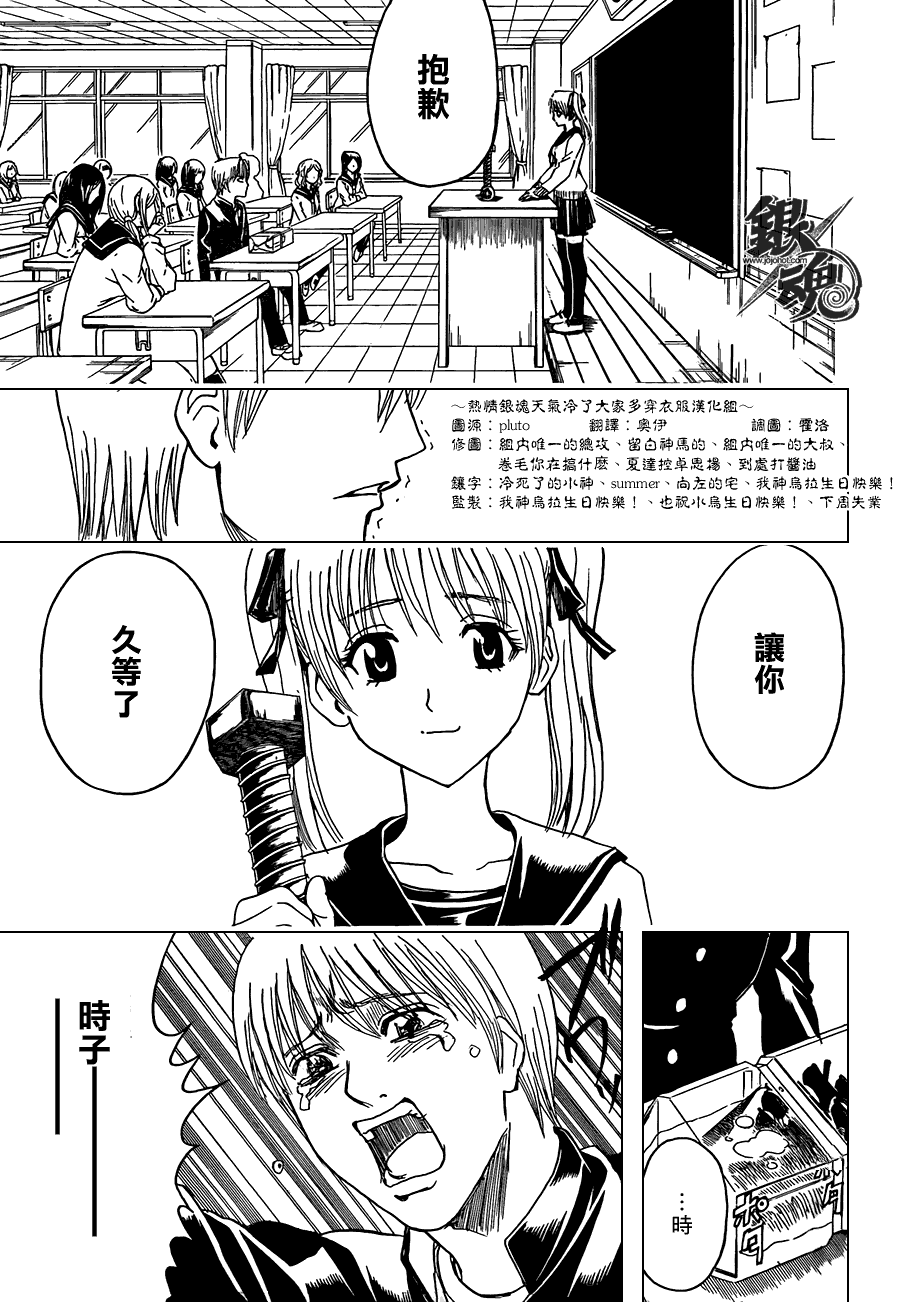 抱歉
銀魂
www.jojohot.com
～熱情銀魂天氣冷了大家多穿衣服漢化組～
圖源：pluto 翻譯：奧伊 調圖：霍洛
修圖：組內唯一的總攻、留白神馬的、組內唯一的大叔、
卷毛你在搞什麼、夏達控卓思揚、到處打醬油
鑲字：冷死了的小神、summer、向左的宅、我神烏拉生日快樂！
監製：我神烏拉生日快樂！、也祝小烏生日快樂！、下周失業
讓你
久等了
…時
ポタ
時子——